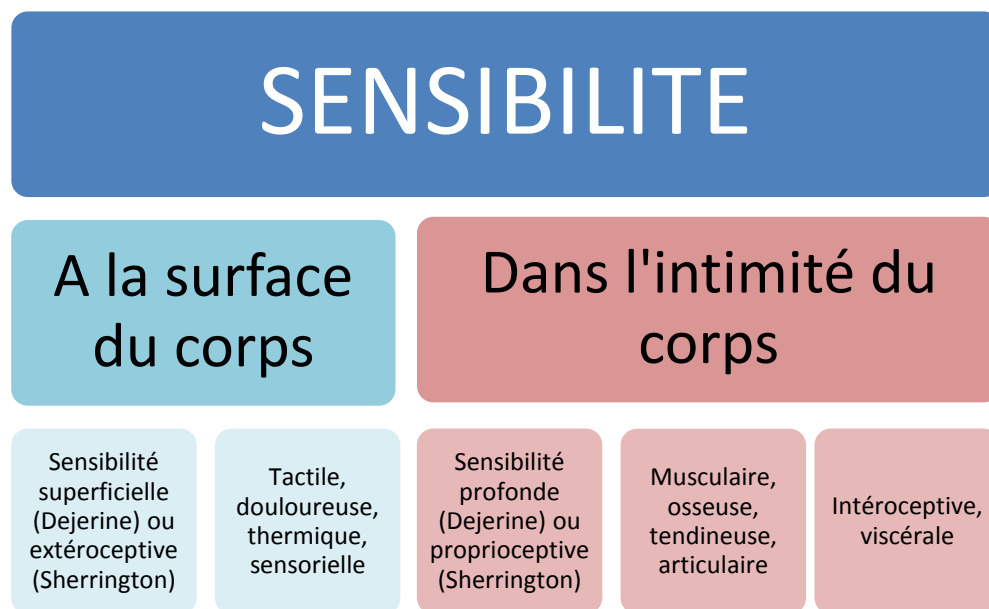 SENSIBILITE
A la surface
du corps
Dans l'intimité du
corps
Sensibilité
superficielle
(Dejerine) ou
extéroceptive
(Sherrington)
Tactile,
douloureuse,
thermique,
sensorielle
Sensibilité
profonde
(Dejerine) ou
proprioceptive
(Sherrington)
Musculaire,
osseuse,
tendineuse,
articulaire
Intéroceptive,
viscérale